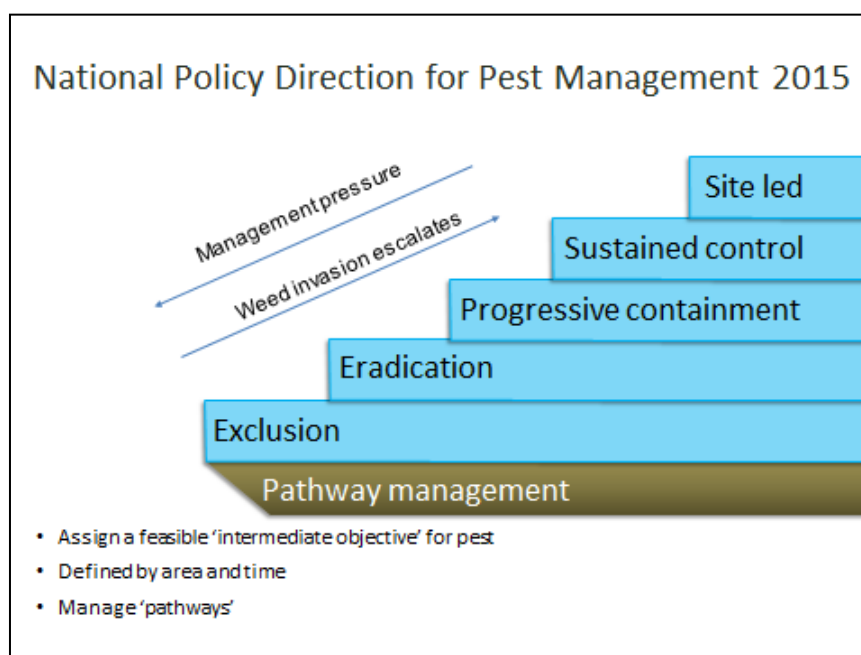 National Policy Direction for Pest Management 2015
Management pressure
Weed invasion escalates
Site led
Sustained control
Progressive containment
Eradication
Exclusion
Pathway management
• Assign a feasible ‘intermediate objective’ for pest
• Defined by area and time
• Manage ‘pathways’